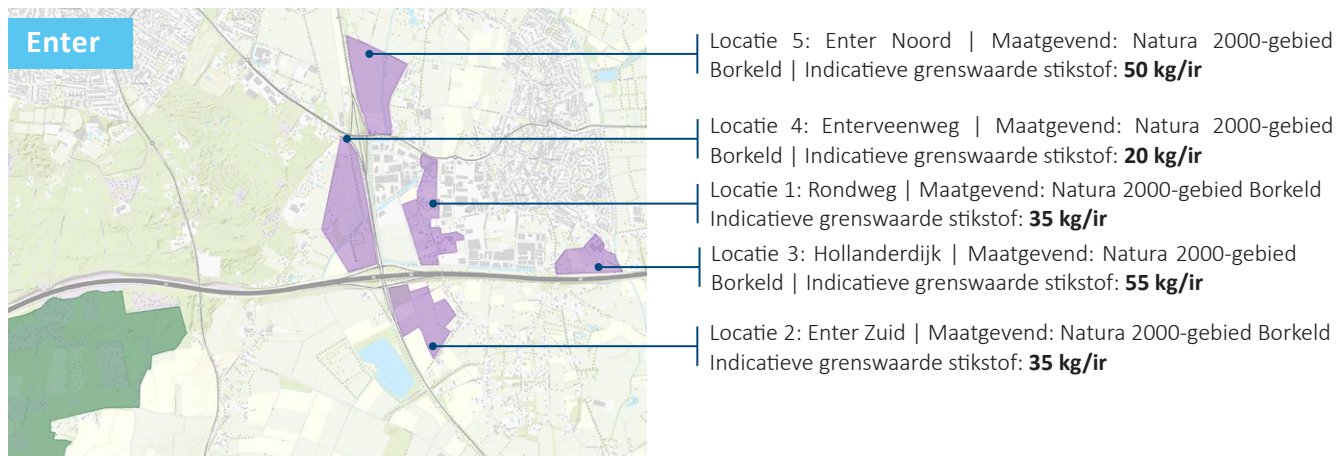 Enter
Locatie 5: Enter Noord | Maatgevend: Natura 2000-gebied
Borkeld | Indicatieve grenswaarde stikstof: 50 kg/ir
Locatie 4: Enterveenweg | Maatgevend: Natura 2000-gebied
Borkeld | Indicatieve grenswaarde stikstof: 20 kg/ir
Locatie 1: Rondweg | Maatgevend: Natura 2000-gebied Borkeld
Indicatieve grenswaarde stikstof: 35 kg/ir
Locatie 3: Hollanderdijk | Maatgevend: Natura 2000-gebied
Borkeld | Indicatieve grenswaarde stikstof: 55 kg/ir
Locatie 2: Enter Zuid | Maatgevend: Natura 2000-gebied Borkeld
Indicatieve grenswaarde stikstof: 35 kg/ir